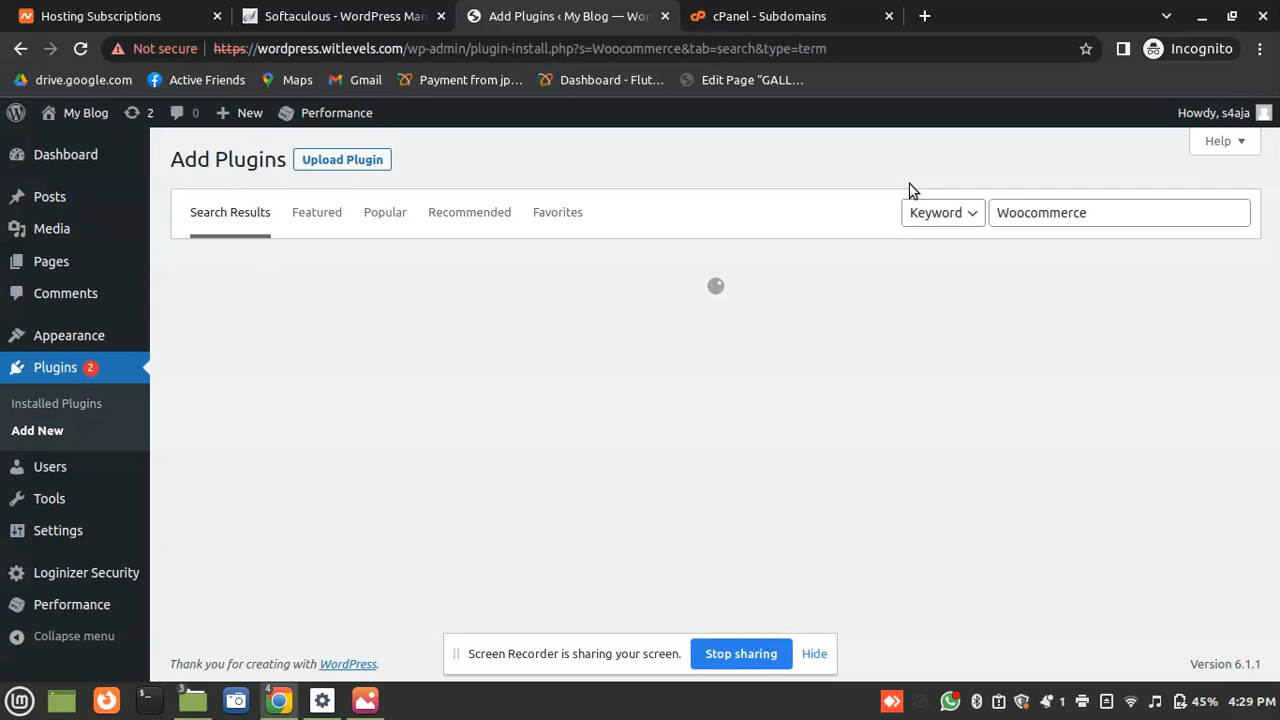 Hosting Subscriptions
Softaculous - WordPress Man
Add Plugins ‹ My Blog — Wor
cPanel - Subdomains
Not secure
https://wordpress.witlevels.com/wp-admin/plugin-install.php?s=Woocommerce&tab=search&type=term
Incognito
drive.google.com
Active Friends
Maps
Gmail
Payment from jp...
Dashboard - Flut...
Edit Page "GALL...
My Blog
2
0
New
Performance
Howdy, s4aja
Dashboard
Posts
Media
Pages
Comments
Appearance
Plugins 2
Installed Plugins
Add New
Users
Tools
Settings
Loginizer Security
Performance
Collapse menu
Help
Add Plugins
Upload Plugin
Search Results
Featured
Popular
Recommended
Favorites
Keyword
Woocommerce
Screen Recorder is sharing your screen.
Stop sharing
Hide
Thank you for creating with WordPress.
Version 6.1.1
3
4
1
45%
4:29 PM